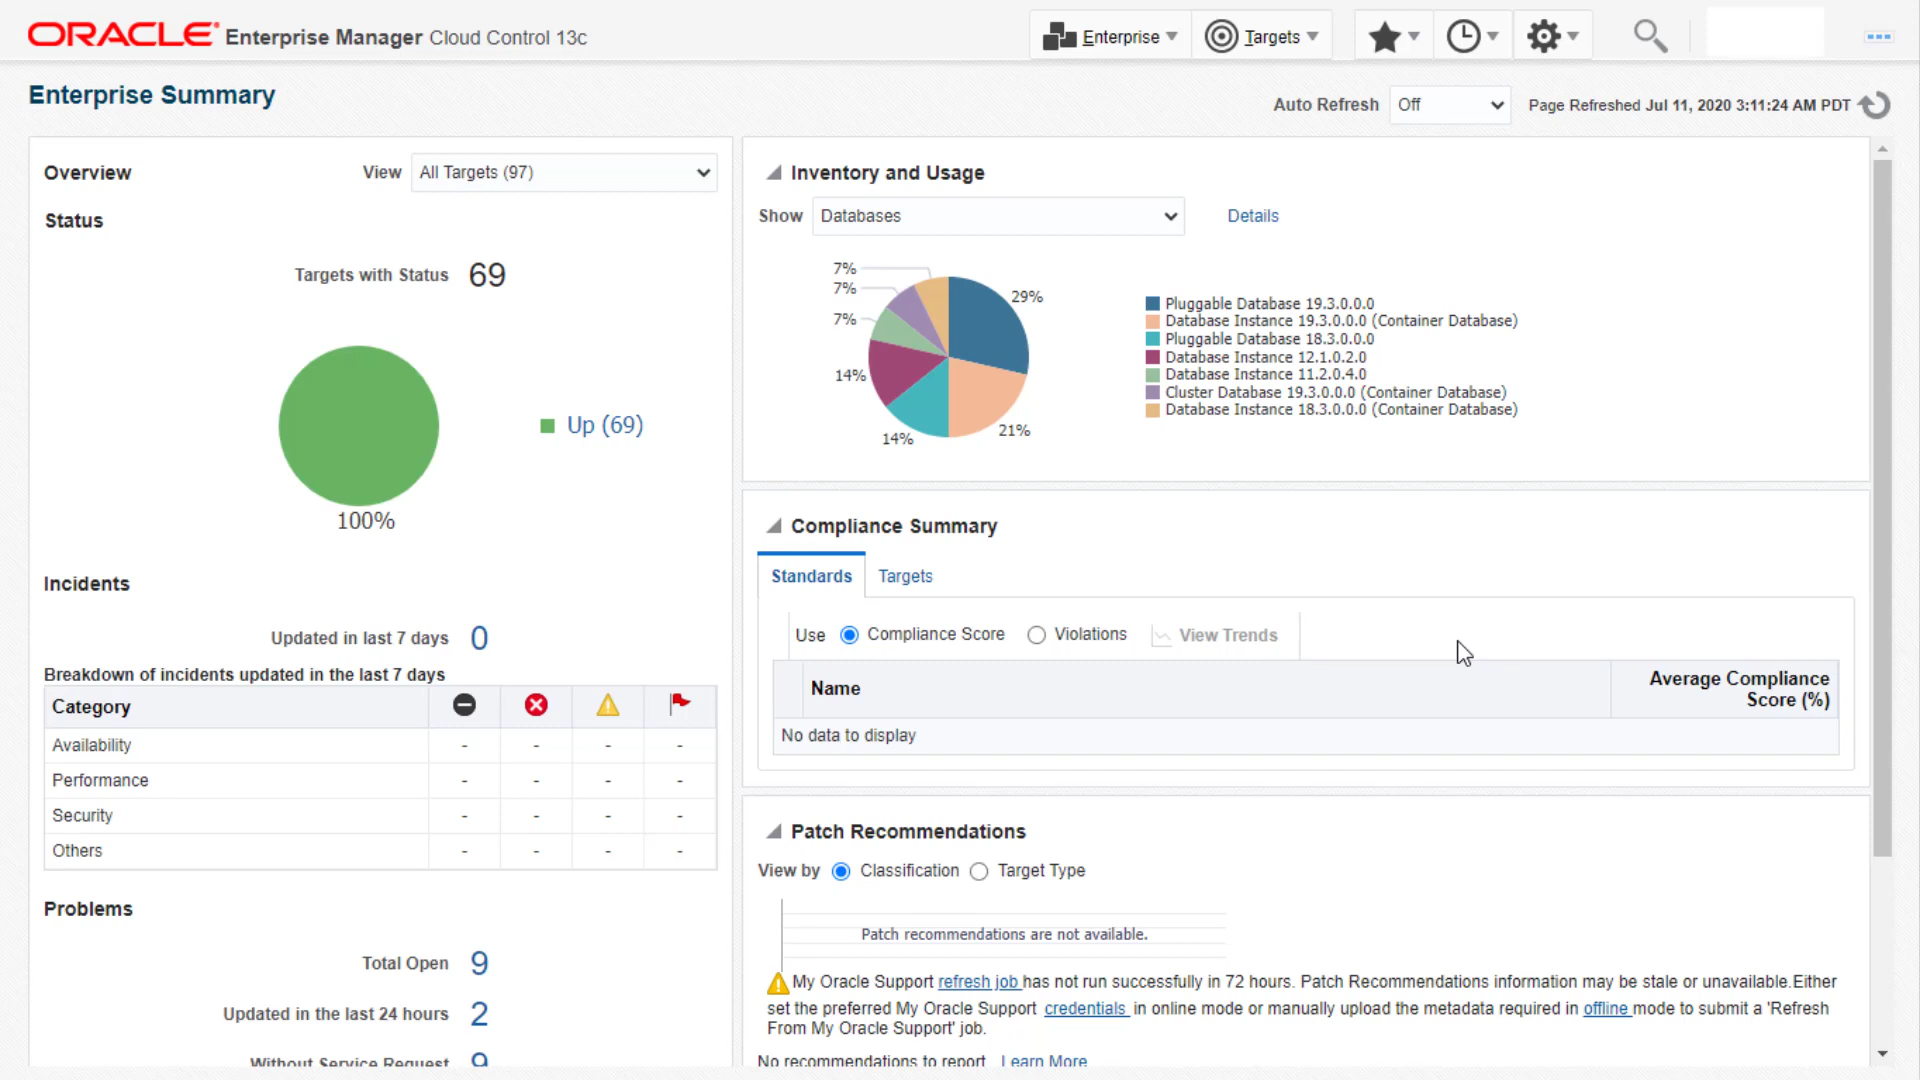 ORACLE Enterprise Manager Cloud Control 13c
Enterprise
Targets
Enterprise Summary
Auto Refresh Off Page Refreshed Jul 11, 2020 3:11:24 AM PDT
Overview View All Targets (97)
Status
Targets with Status 69
Up (69)
100%
Incidents
Updated in last 7 days 0
Breakdown of incidents updated in the last 7 days
Category
Availability - - - -
Performance - - - -
Security - - - -
Others - - - -
Problems
Total Open 9
Updated in the last 24 hours 2
Without Service Request 9
Inventory and Usage
Show Databases Details
7%
7%
7%
14%
14%
29%
21%
Pluggable Database 19.3.0.0.0
Database Instance 19.3.0.0.0 (Container Database)
Pluggable Database 18.3.0.0.0
Database Instance 12.1.0.2.0
Database Instance 11.2.0.4.0
Cluster Database 19.3.0.0.0 (Container Database)
Database Instance 18.3.0.0.0 (Container Database)
Compliance Summary
Standards Targets
Use Compliance Score Violations View Trends
Name Average Compliance
Score (%)
No data to display
Patch Recommendations
View by Classification Target Type
Patch recommendations are not available.
My Oracle Support refresh job has not run successfully in 72 hours. Patch Recommendations information may be stale or unavailable.Either
set the preferred My Oracle Support credentials in online mode or manually upload the metadata required in offline mode to submit a 'Refresh
From My Oracle Support' job.
No recommendations to report Learn More